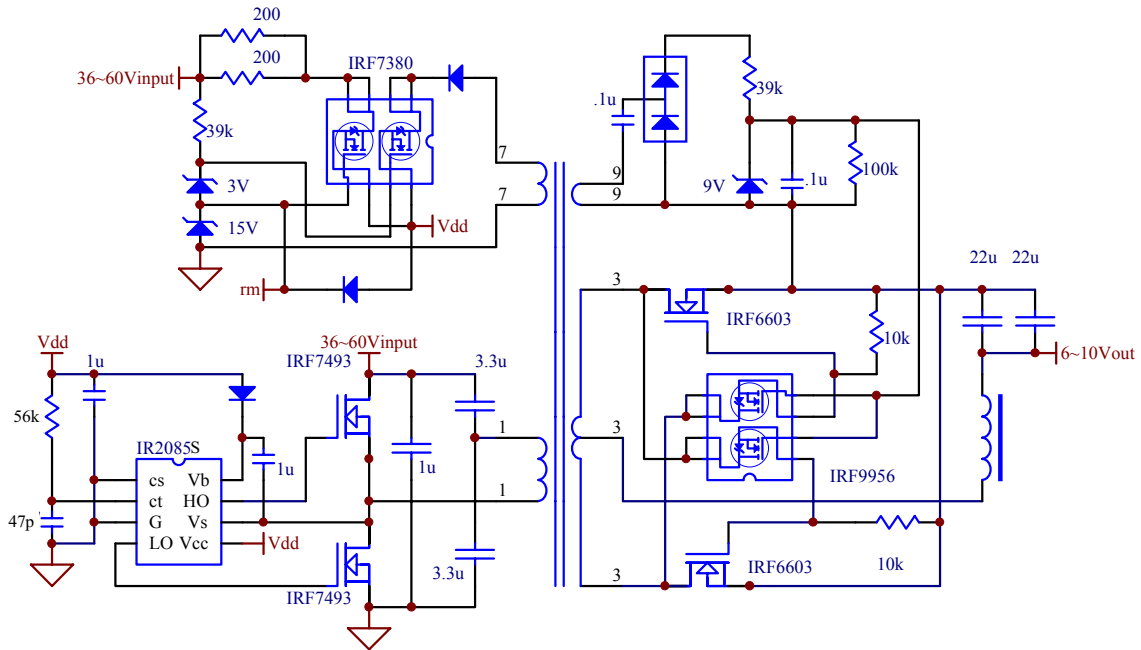 200
200
IRF7380
36~60Vinput
39k
.1u
39k
7
9
3V
9V
.1u
100k
7
9
15V
Vdd
rm
3
22u 22u
IRF6603
Vdd
36~60Vinput
10k
1u
IRF7493
3.3u
6~10Vout
56k
IR2085S
1
3
1u
1u
IRF9956
cs Vb
ct HO
1
47p
G Vs
LO Vcc
Vdd
3.3u
3
IRF6603
10k
IRF7493